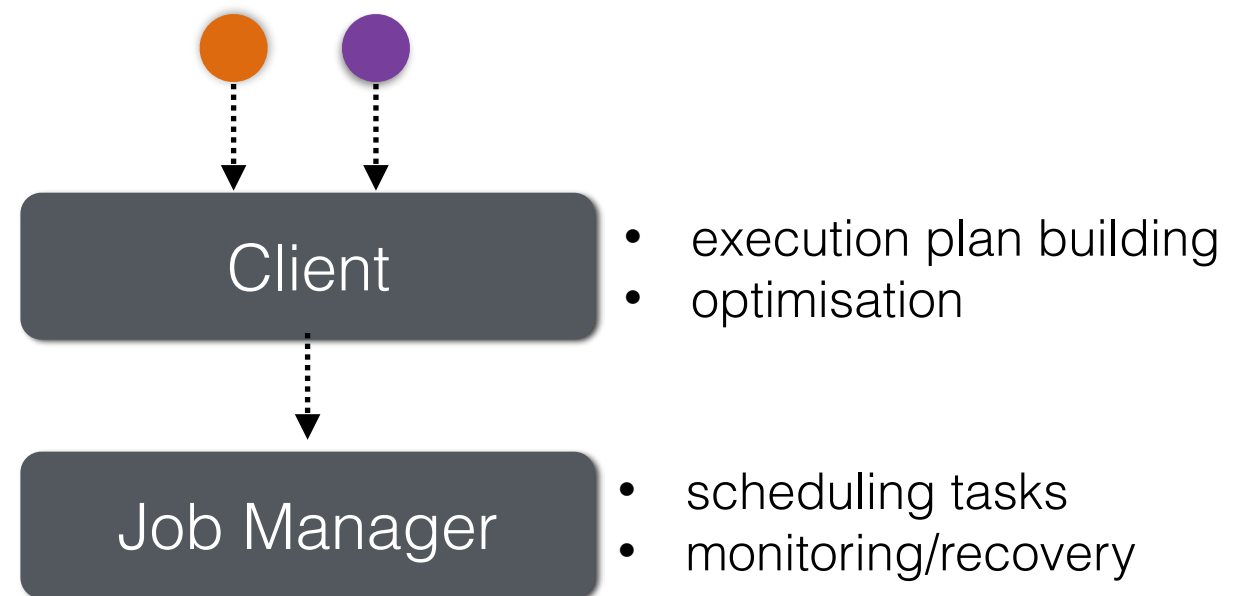 Client
• execution plan building
• optimisation
Job Manager
• scheduling tasks
• monitoring/recovery